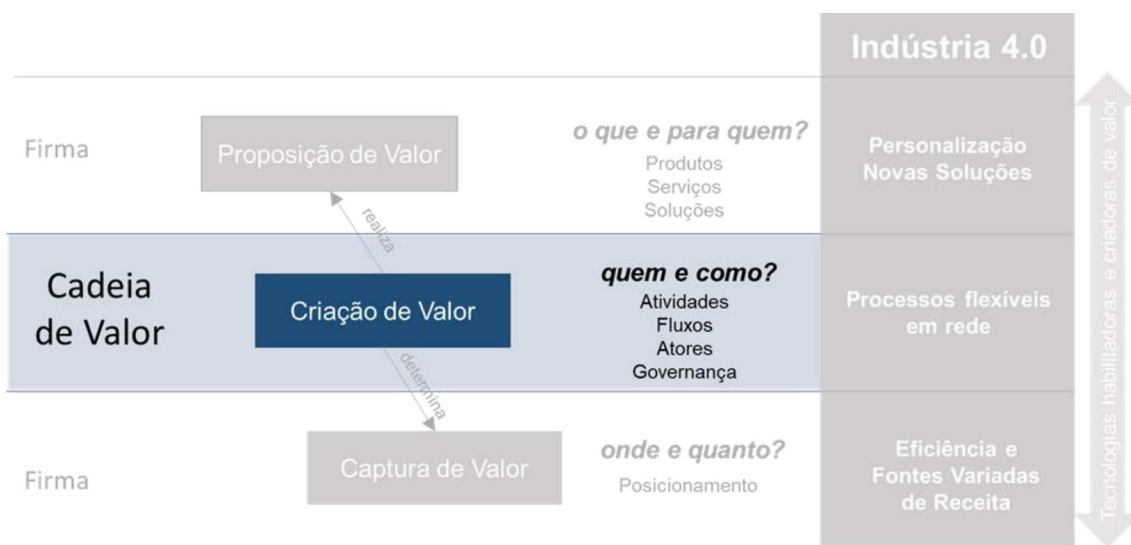 Indústria 4.0
Firma
Proposição de Valor
o que e para quem?
Produtos
Serviços
Soluções
Personalização
Novas Soluções
realiza
Cadeia
de Valor
Criação de Valor
quem e como?
Atividades
Fluxos
Atores
Governança
Processos flexíveis
em rede
determina
Firma
Captura de Valor
onde e quanto?
Posicionamento
Eficiência e
Fontes Variadas
de Receita
Tecnologias habilitadoras e criadoras de valor